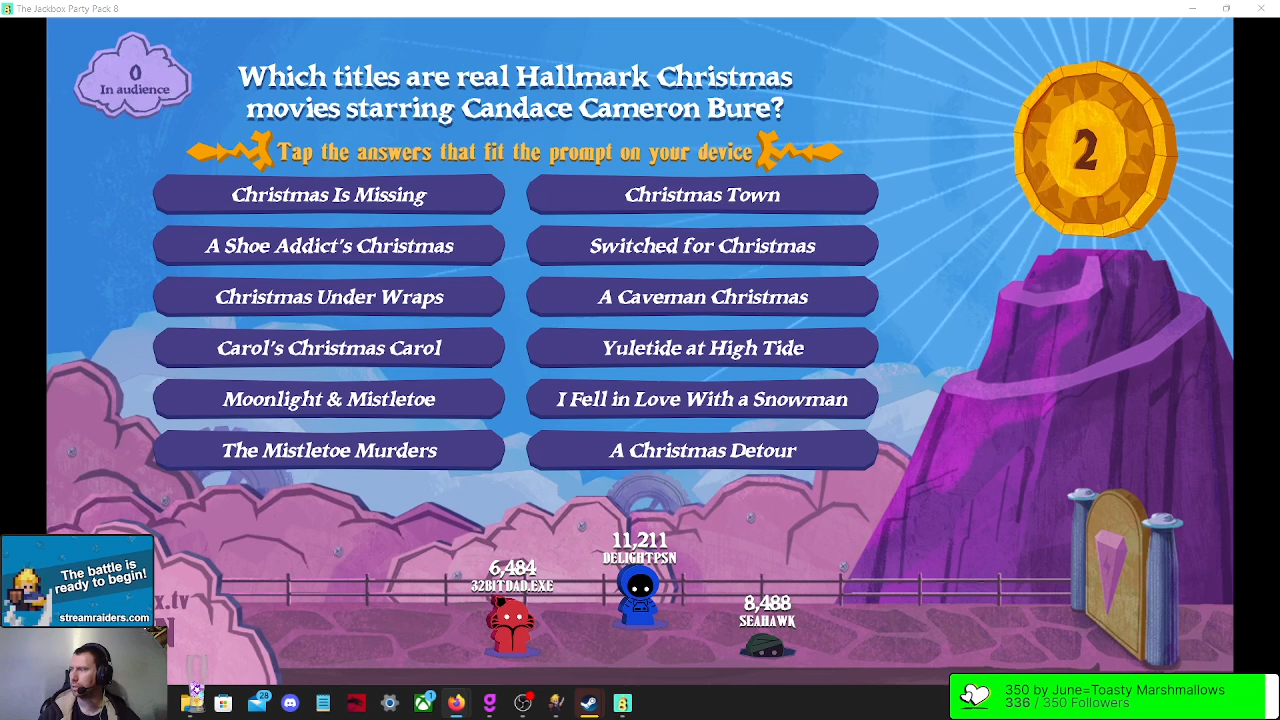 The Jackbox Party Pack 8
0
In audience
Which titles are real Hallmark Christmas
movies starring Candace Cameron Bure?
Tap the answers that fit the prompt on your device
2
Christmas Is Missing
Christmas Town
A Shoe Addict's Christmas
Switched for Christmas
Christmas Under Wraps
A Caveman Christmas
Carol's Christmas Carol
Yuletide at High Tide
Moonlight & Mistletoe
I Fell in Love With a Snowman
The Mistletoe Murders
A Christmas Detour
11,211
DELIGHTPSN
6,484
32BITDAD.EXE
8,488
SEAHAWK
The battle is
ready to begin!
streamraiders.com
x.tv
28
1
350 by June=Toasty Marshmallows
336 / 350 Followers